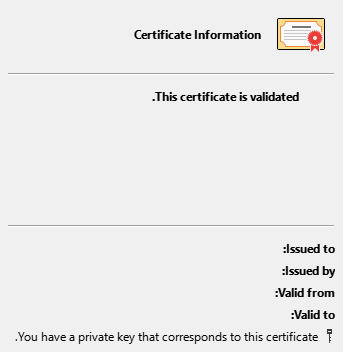 Certificate Information
.This certificate is validated
:Issued to
:Issued by
:Valid from
:Valid to
.You have a private key that corresponds to this certificate